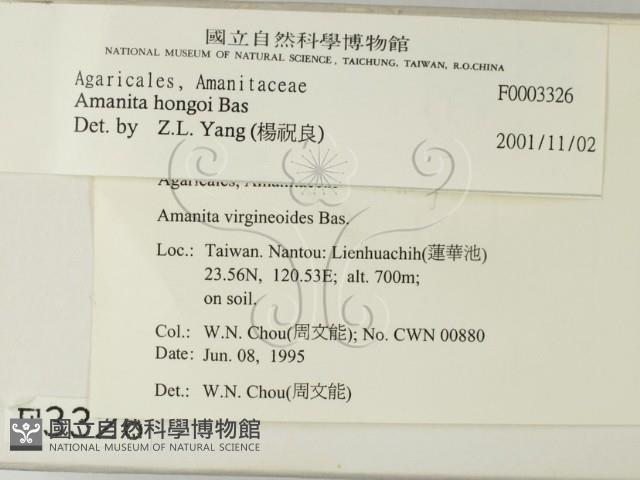 國立自然科學博物館
NATIONAL MUSEUM OF NATURAL SCIENCE, TAICHUNG, TAIWAN, R.O.CHINA
Agaricales, Amanitaceae F0003326
Amanita hongoi Bas
Det. by Z.L. Yang (楊祝良) 2001/11/02
Agaricales, Amanitaceae
Amanita virgineoides Bas.
Loc.: Taiwan. Nantou: Lienhuachih(蓮華池)
23.56N, 120.53E; alt. 700m;
on soil.
Col.: W.N. Chou(周文能); No. CWN 00880
Date: Jun. 08, 1995
Det.: W.N. Chou(周文能)
國立自然科學博物館
NATIONAL MUSEUM OF NATURAL SCIENCE